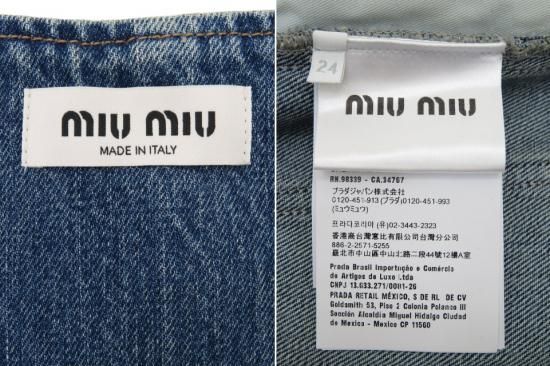 miu miu
MADE IN ITALY
24
miu miu
RN.98339 - CA.34767
プラダジャパン株式会社
0120-451-913 (プラダ)0120-451-993
(ミュウミュウ)
프라다코리아 (유)02-3443-2323
香港商台灣普比有限公司台灣分公司
886-2-2571-5255
臺北市中山區中山北路二段44號12樓A室
Prada Brasil Importação e Comércio
de Artigos de Luxo Ltda
CNPJ 13.633.271/0001-26
PRADA RETAIL MÉXICO, S DE RL DE CV
Goldsmith 53, Piso 2 Colonia Polanco III
Sección Alcaldía Miguel Hidalgo Ciudad
de Mexico - Mexico CP 11560